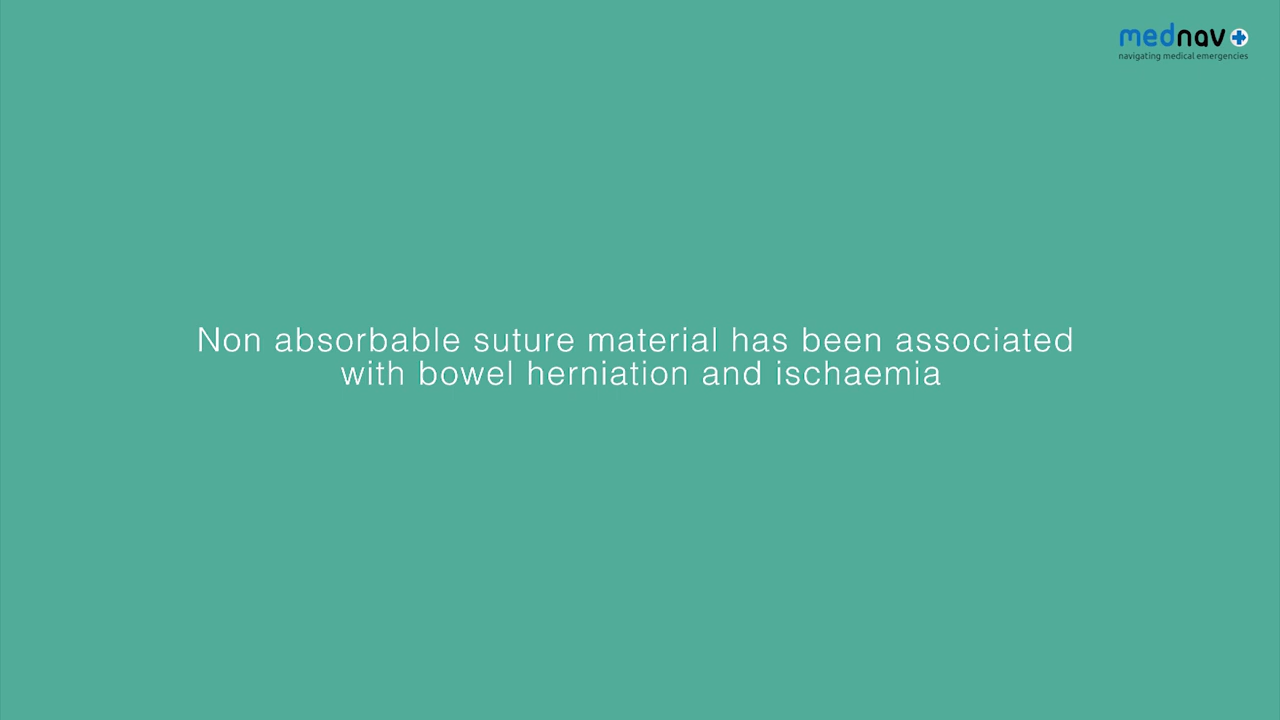 mednav
navigating medical emergencies
Non absorbable suture material has been associated
with bowel herniation and ischaemia